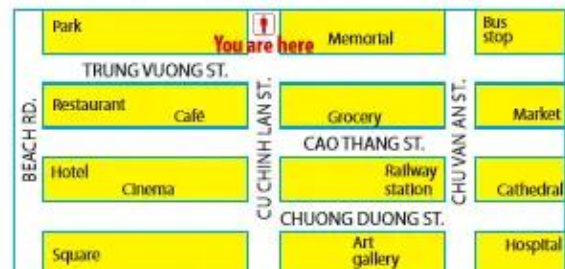 Park
You are here
Memorial
Bus
stop
TRUNG VUONG ST.
Restaurant
Café
Grocery
Market
BEACH RD.
CU CHINH LAN ST.
CHU VAN AN ST.
CAO THANG ST.
Hotel
Cinema
Railway
station
Cathedral
CHUONG DUONG ST.
Square
Art
gallery
Hospital